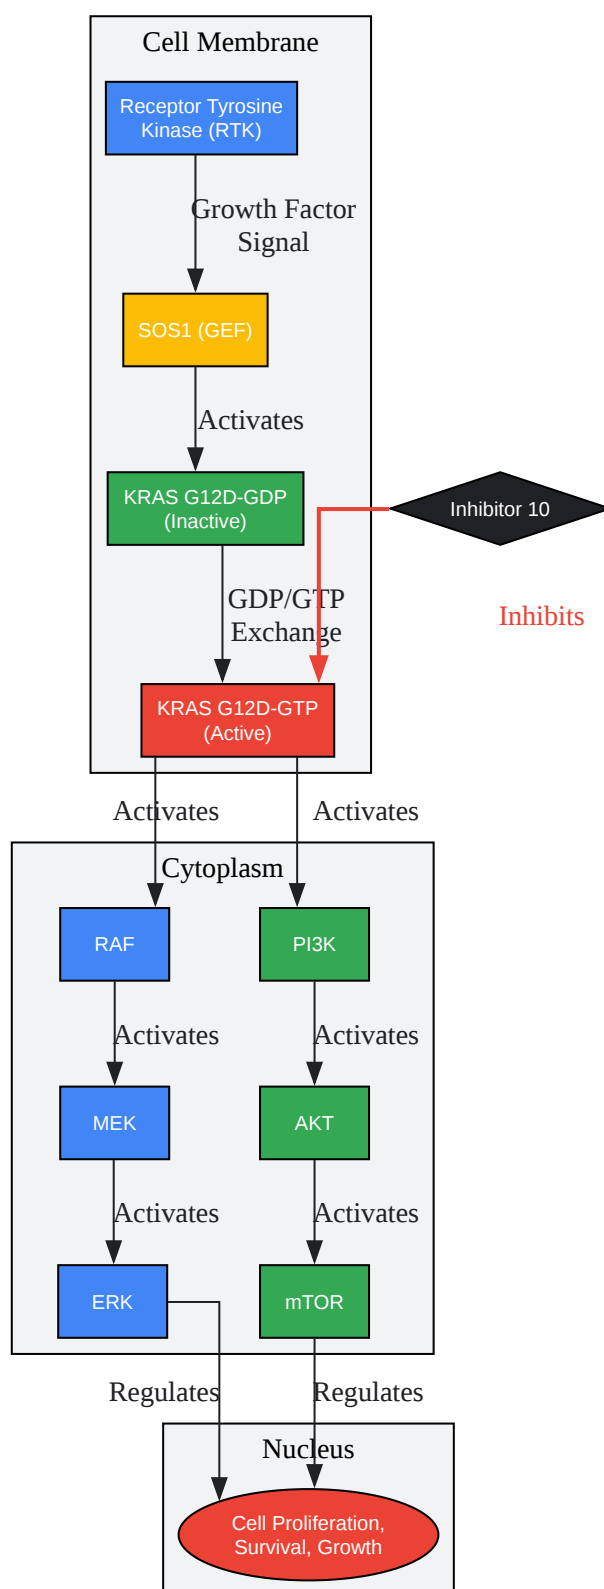 Cell Membrane
Receptor Tyrosine
Kinase (RTK)
Growth Factor
Signal
SOS1 (GEF)
Activates
KRAS G12D-GDP
(Inactive)
Inhibitor 10
GDP/GTP
Exchange
Inhibits
KRAS G12D-GTP
(Active)
Activates
Activates
Cytoplasm
RAF
PI3K
Activates
Activates
MEK
AKT
Activates
Activates
ERK
mTOR
Regulates
Regulates
Nucleus
Cell Proliferation,
Survival, Growth